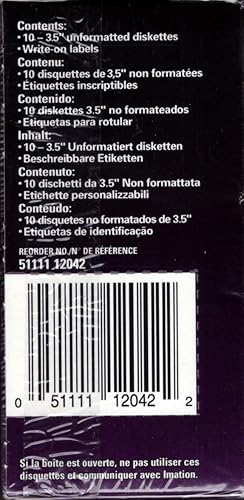 Contents:
• 10 – 3.5" unformatted diskettes
• Write-on labels
Contenu:
• 10 disquettes de 3,5" non formatées
• Étiquettes inscriptibles
Contenido:
• 10 diskettes 3.5" no formateados
• Etiquetas para rotular
Inhalt:
• 10 – 3.5" Unformatiert disketten
• Beschreibbare Etiketten
Contenuto:
• 10 dischetti da 3.5" Non formattata
• Etichette personalizzabili
Conteúdo:
• 10 disquetes no formatados de 3.5"
• Etiquetas de identificação
REORDER NO./N° DE RÉFÉRENCE
51111 12042
0 51111 12042 2
Si la boîte est ouverte, ne pas utiliser ces
disquettes et communiquer avec Imation.